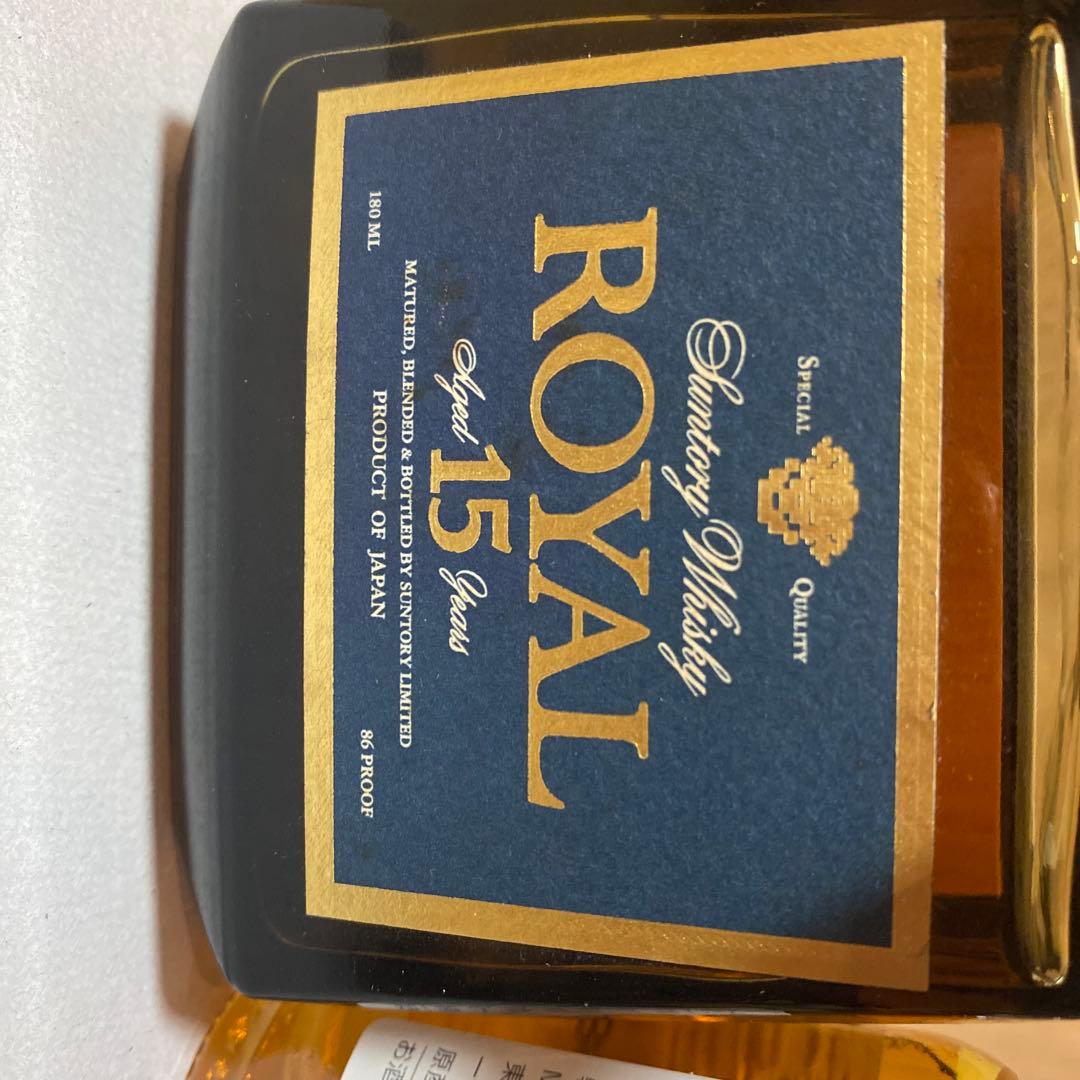 SPECIAL QUALITY
Suntory Whisky
ROYAL
Aged 15 Years
MATURED, BLENDED & BOTTLED BY SUNTORY LIMITED
PRODUCT OF JAPAN
180 ML 86 PROOF